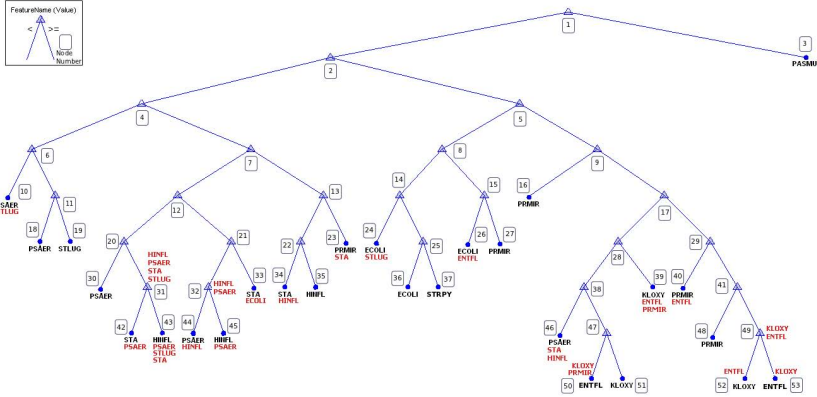 FeatureName (Value)
< >=
Node
Number
1
3
PASMU
2
4
5
6
7
8
9
10
PSAER
STLUG
11
18
PSAER
19
STLUG
12
13
14
15
16
PRMIR
17
20
21
22
23
PRMIR
STA
24
ECOLI
STLUG
25
26
ECOLI
ENTFL
27
PRMIR
28
29
30
PSAER
HINFL
PSAER
STA
STLUG
31
HINFL
PSAER
32
33
STA
ECOLI
34
STA
HINFL
35
HINFL
36
ECOLI
37
STRPY
38
39
KLOXY
ENTFL
PRMIR
40
PRMIR
ENTFL
41
42
STA
PSAER
43
HINFL
PSAER
STLUG
STA
44
PSAER
HINFL
45
HINFL
PSAER
46
PSAER
STA
HINFL
47
48
PRMIR
49
KLOXY
ENTFL
KLOXY
PRMIR
50
ENTFL
KLOXY
51
ENTFL
52
KLOXY
KLOXY
ENTFL
53